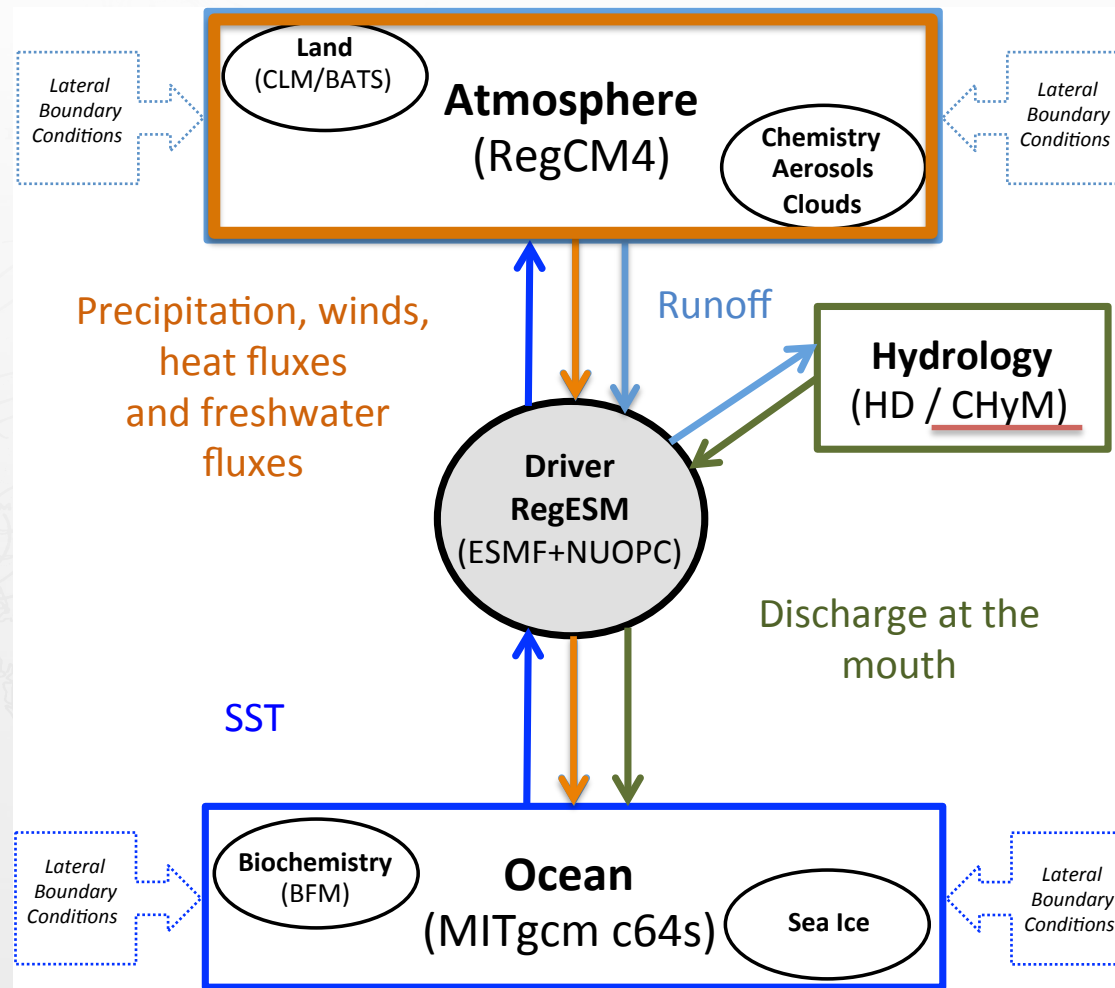 Lateral
Boundary
Conditions
Land
(CLM/BATS)
Atmosphere
(RegCM4)
Chemistry
Aerosols
Clouds
Lateral
Boundary
Conditions
Precipitation, winds,
heat fluxes
and freshwater
fluxes
Runoff
Hydrology
(HD / CHyM)
Driver
RegESM
(ESMF+NUOPC)
Discharge at the
mouth
SST
Lateral
Boundary
Conditions
Biochemistry
(BFM)
Ocean
(MITgcm c64s)
Sea Ice
Lateral
Boundary
Conditions